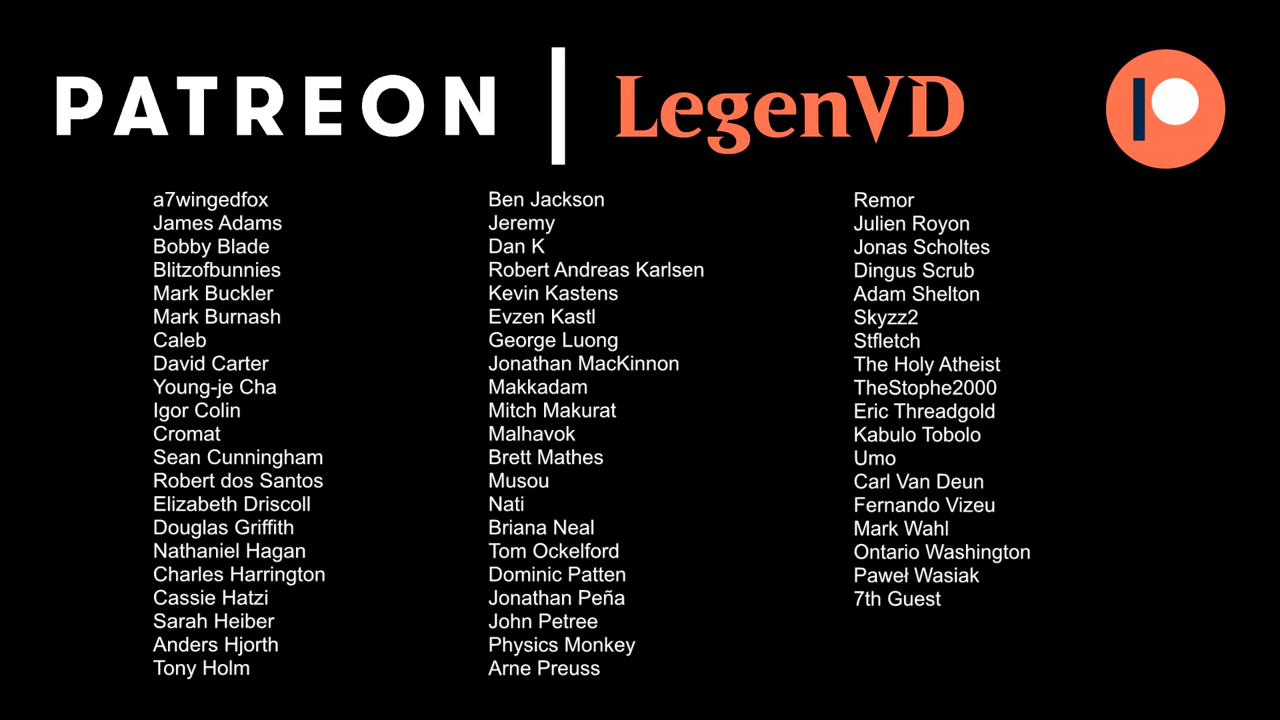 PATREON | LegenVD
a7wingedfox
James Adams
Bobby Blade
Blitzofbunnies
Mark Buckler
Mark Burnash
Caleb
David Carter
Young-je Cha
Igor Colin
Cromat
Sean Cunningham
Robert dos Santos
Elizabeth Driscoll
Douglas Griffith
Nathaniel Hagan
Charles Harrington
Cassie Hatzi
Sarah Heiber
Anders Hjorth
Tony Holm
Ben Jackson
Jeremy
Dan K
Robert Andreas Karlsen
Kevin Kastens
Evzen Kastl
George Luong
Jonathan MacKinnon
Makkadam
Mitch Makurat
Malhavok
Brett Mathes
Musou
Nati
Briana Neal
Tom Ockelford
Dominic Patten
Jonathan Peña
John Petree
Physics Monkey
Arne Preuss
Remor
Julien Royon
Jonas Scholtes
Dingus Scrub
Adam Shelton
Skyzz2
Stfletch
The Holy Atheist
TheStophe2000
Eric Threadgold
Kabulo Tobolo
Umo
Carl Van Deun
Fernando Vizeu
Mark Wahl
Ontario Washington
Paweł Wasiak
7th Guest